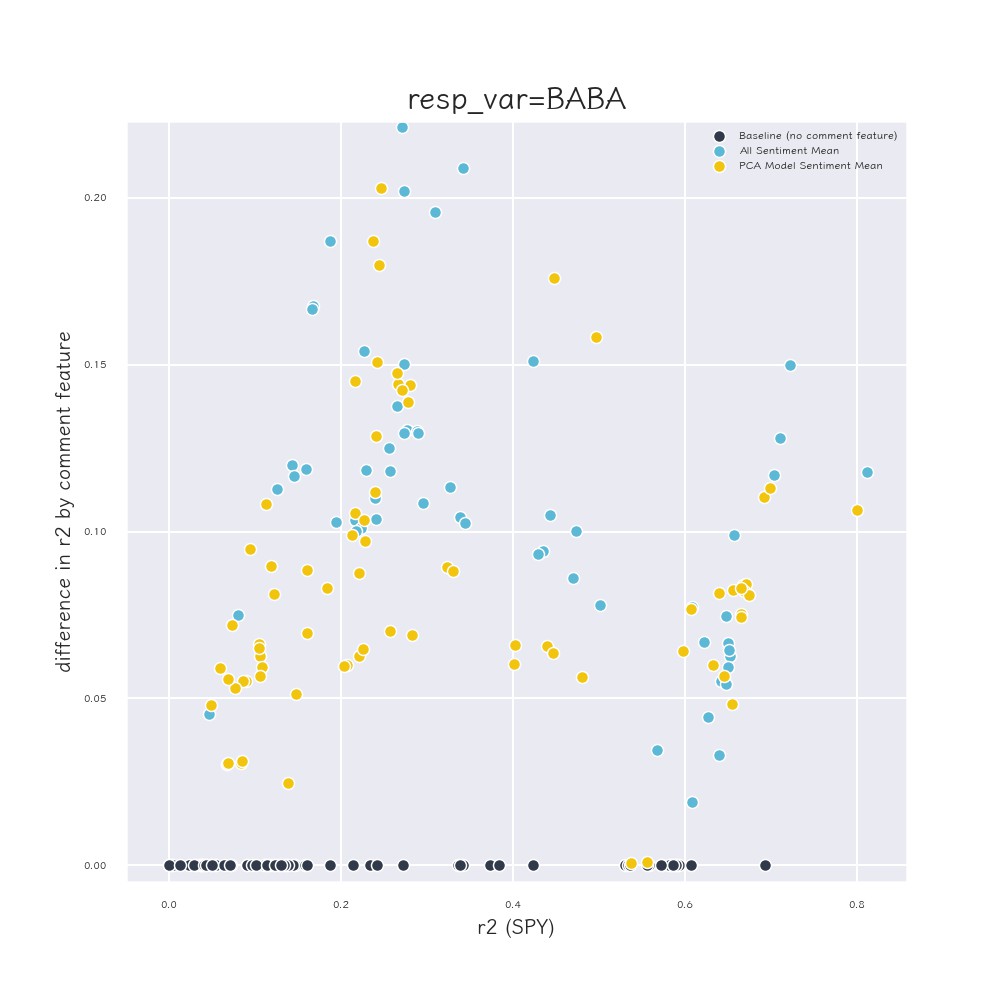 resp_var=BABA
Baseline (no comment feature)
All Sentiment Mean
PCA Model Sentiment Mean
difference in r2 by comment feature
0.20
0.15
0.10
0.05
0.00
0.0 0.2 0.4 0.6 0.8
r2 (SPY)